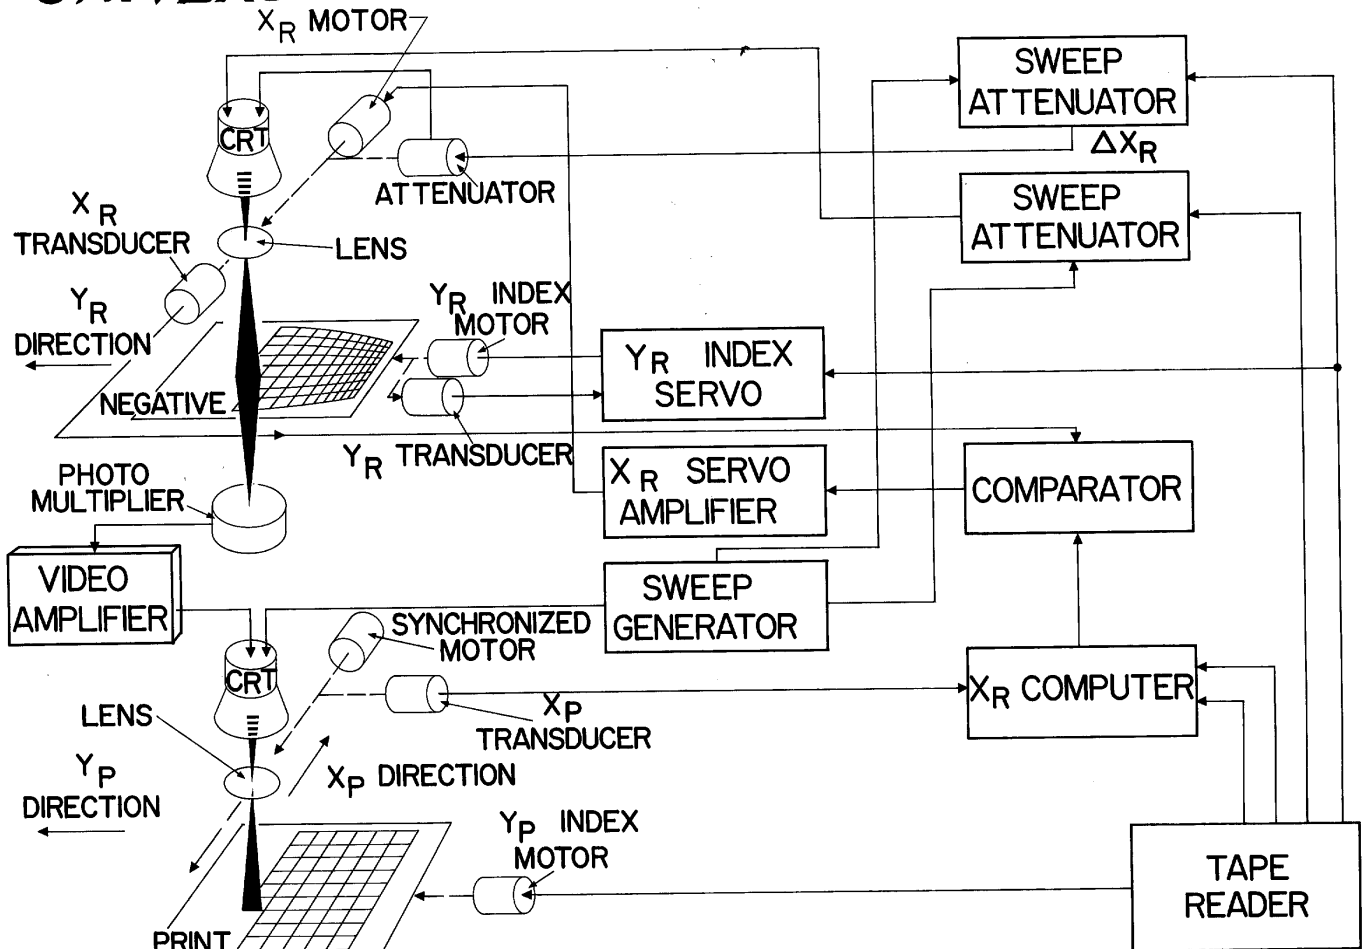 X_R MOTOR
SWEEP
ATTENUATOR
CRT
ΔX_R
ATTENUATOR
SWEEP
ATTENUATOR
X_R
TRANSDUCER
LENS
Y_R
DIRECTION
Y_R INDEX
MOTOR
Y_R INDEX
SERVO
NEGATIVE
Y_R TRANSDUCER
X_R SERVO
AMPLIFIER
COMPARATOR
PHOTO
MULTIPLIER
VIDEO
AMPLIFIER
SWEEP
GENERATOR
SYNCHRONIZED
MOTOR
CRT
X_R COMPUTER
LENS
X_P
TRANSDUCER
Y_P
DIRECTION
X_P DIRECTION
Y_P INDEX
MOTOR
TAPE
READER
PRINT